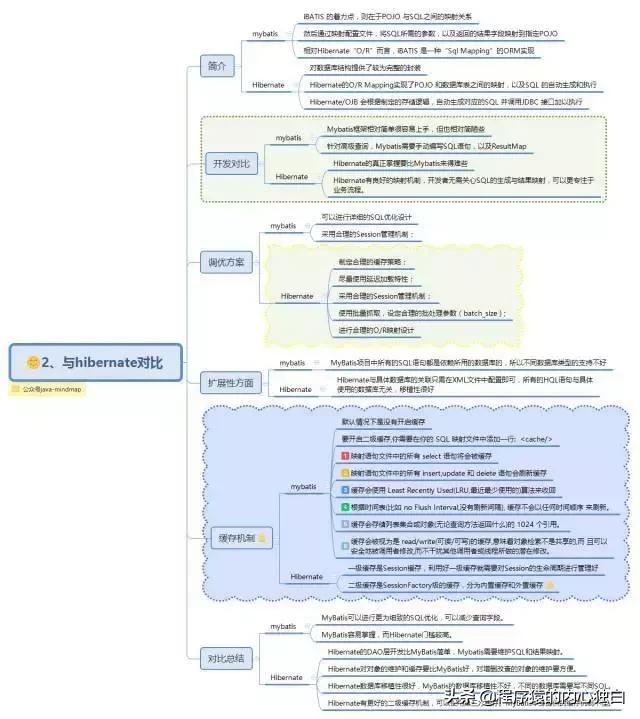 iBATIS 的着力点，则在于POJO 与SQL之间的映射关系
mybatis
然后通过映射配置文件，将SQL所需的参数，以及返回的结果字段映射到指定POJO
相对Hibernate“O/R”而言，iBATIS 是一种“Sql Mapping”的ORM实现
简介
对数据库结构提供了较为完整的封装
Hibernate
Hibernate的O/R Mapping实现了POJO 和数据库表之间的映射，以及SQL 的自动生成和执行
Hibernate/OJB 会根据制定的存储逻辑，自动生成对应的SQL 并调用JDBC 接口加以执行
Mybatis框架相对简单很容易上手，但也相对简陋些
mybatis
针对高级查询，Mybatis需要手动编写SQL语句，以及ResultMap
开发对比
Hibernate的真正掌握要比Mybatis来得难些
Hibernate
Hibernate有良好的映射机制，开发者无需关心SQL的生成与结果映射，可以更专注于
业务流程。
可以进行详细的SQL优化设计
mybatis
采用合理的Session管理机制；
调优方案
制定合理的缓存策略；
尽量使用延迟加载特性；
Hibernate
采用合理的Session管理机制；
使用批量抓取，设定合理的批处理参数（batch_size）;
进行合理的O/R映射设计
2、与hibernate对比
公众号java-mindmap
mybatis
MyBatis项目中所有的SQL语句都是依赖所用的数据库的，所以不同数据库类型的支持不好
扩展性方面
Hibernate
Hibernate与具体数据库的关联只需在XML文件中配置即可，所有的HQL语句与具体
使用的数据库无关，移植性很好
默认情况下是没有开启缓存
要开启二级缓存,你需要在你的 SQL 映射文件中添加一行：<cache/>
1 映射语句文件中的所有 select 语句将会被缓存
2 映射语句文件中的所有 insert,update 和 delete 语句会刷新缓存
mybatis
3 缓存会使用 Least Recently Used(LRU,最近最少使用的)算法来收回
4 根据时间表(比如 no Flush Interval,没有刷新间隔), 缓存不会以任何时间顺序 来刷新。
5 缓存会存储列表集合或对象(无论查询方法返回什么)的 1024 个引用。
6 缓存会被视为是 read/write(可读/可写)的缓存,意味着对象检索不是共享的,而 且可以
安全地被调用者修改,而不干扰其他调用者或线程所做的潜在修改。
缓存机制
一级缓存是Session缓存，利用好一级缓存就需要对Session的生命周期进行管理好
Hibernate
二级缓存是SessionFactory级的缓存，分为内置缓存和外置缓存
MyBatis可以进行更为细致的SQL优化，可以减少查询字段。
mybatis
MyBatis容易掌握，而Hibernate门槛较高。
对比总结
Hibernate的DAO层开发比MyBatis简单，Mybatis需要维护SQL和结果映射。
Hibernate对对象的维护和缓存要比MyBatis好，对增删改查的对象的维护要方便。
Hibernate
Hibernate数据库移植性很好，MyBatis的数据库移植性不好，不同的数据库需要写不同SQL。
Hibernate有更好的二级缓存机制，可以
头条 @程序猿的内心独白